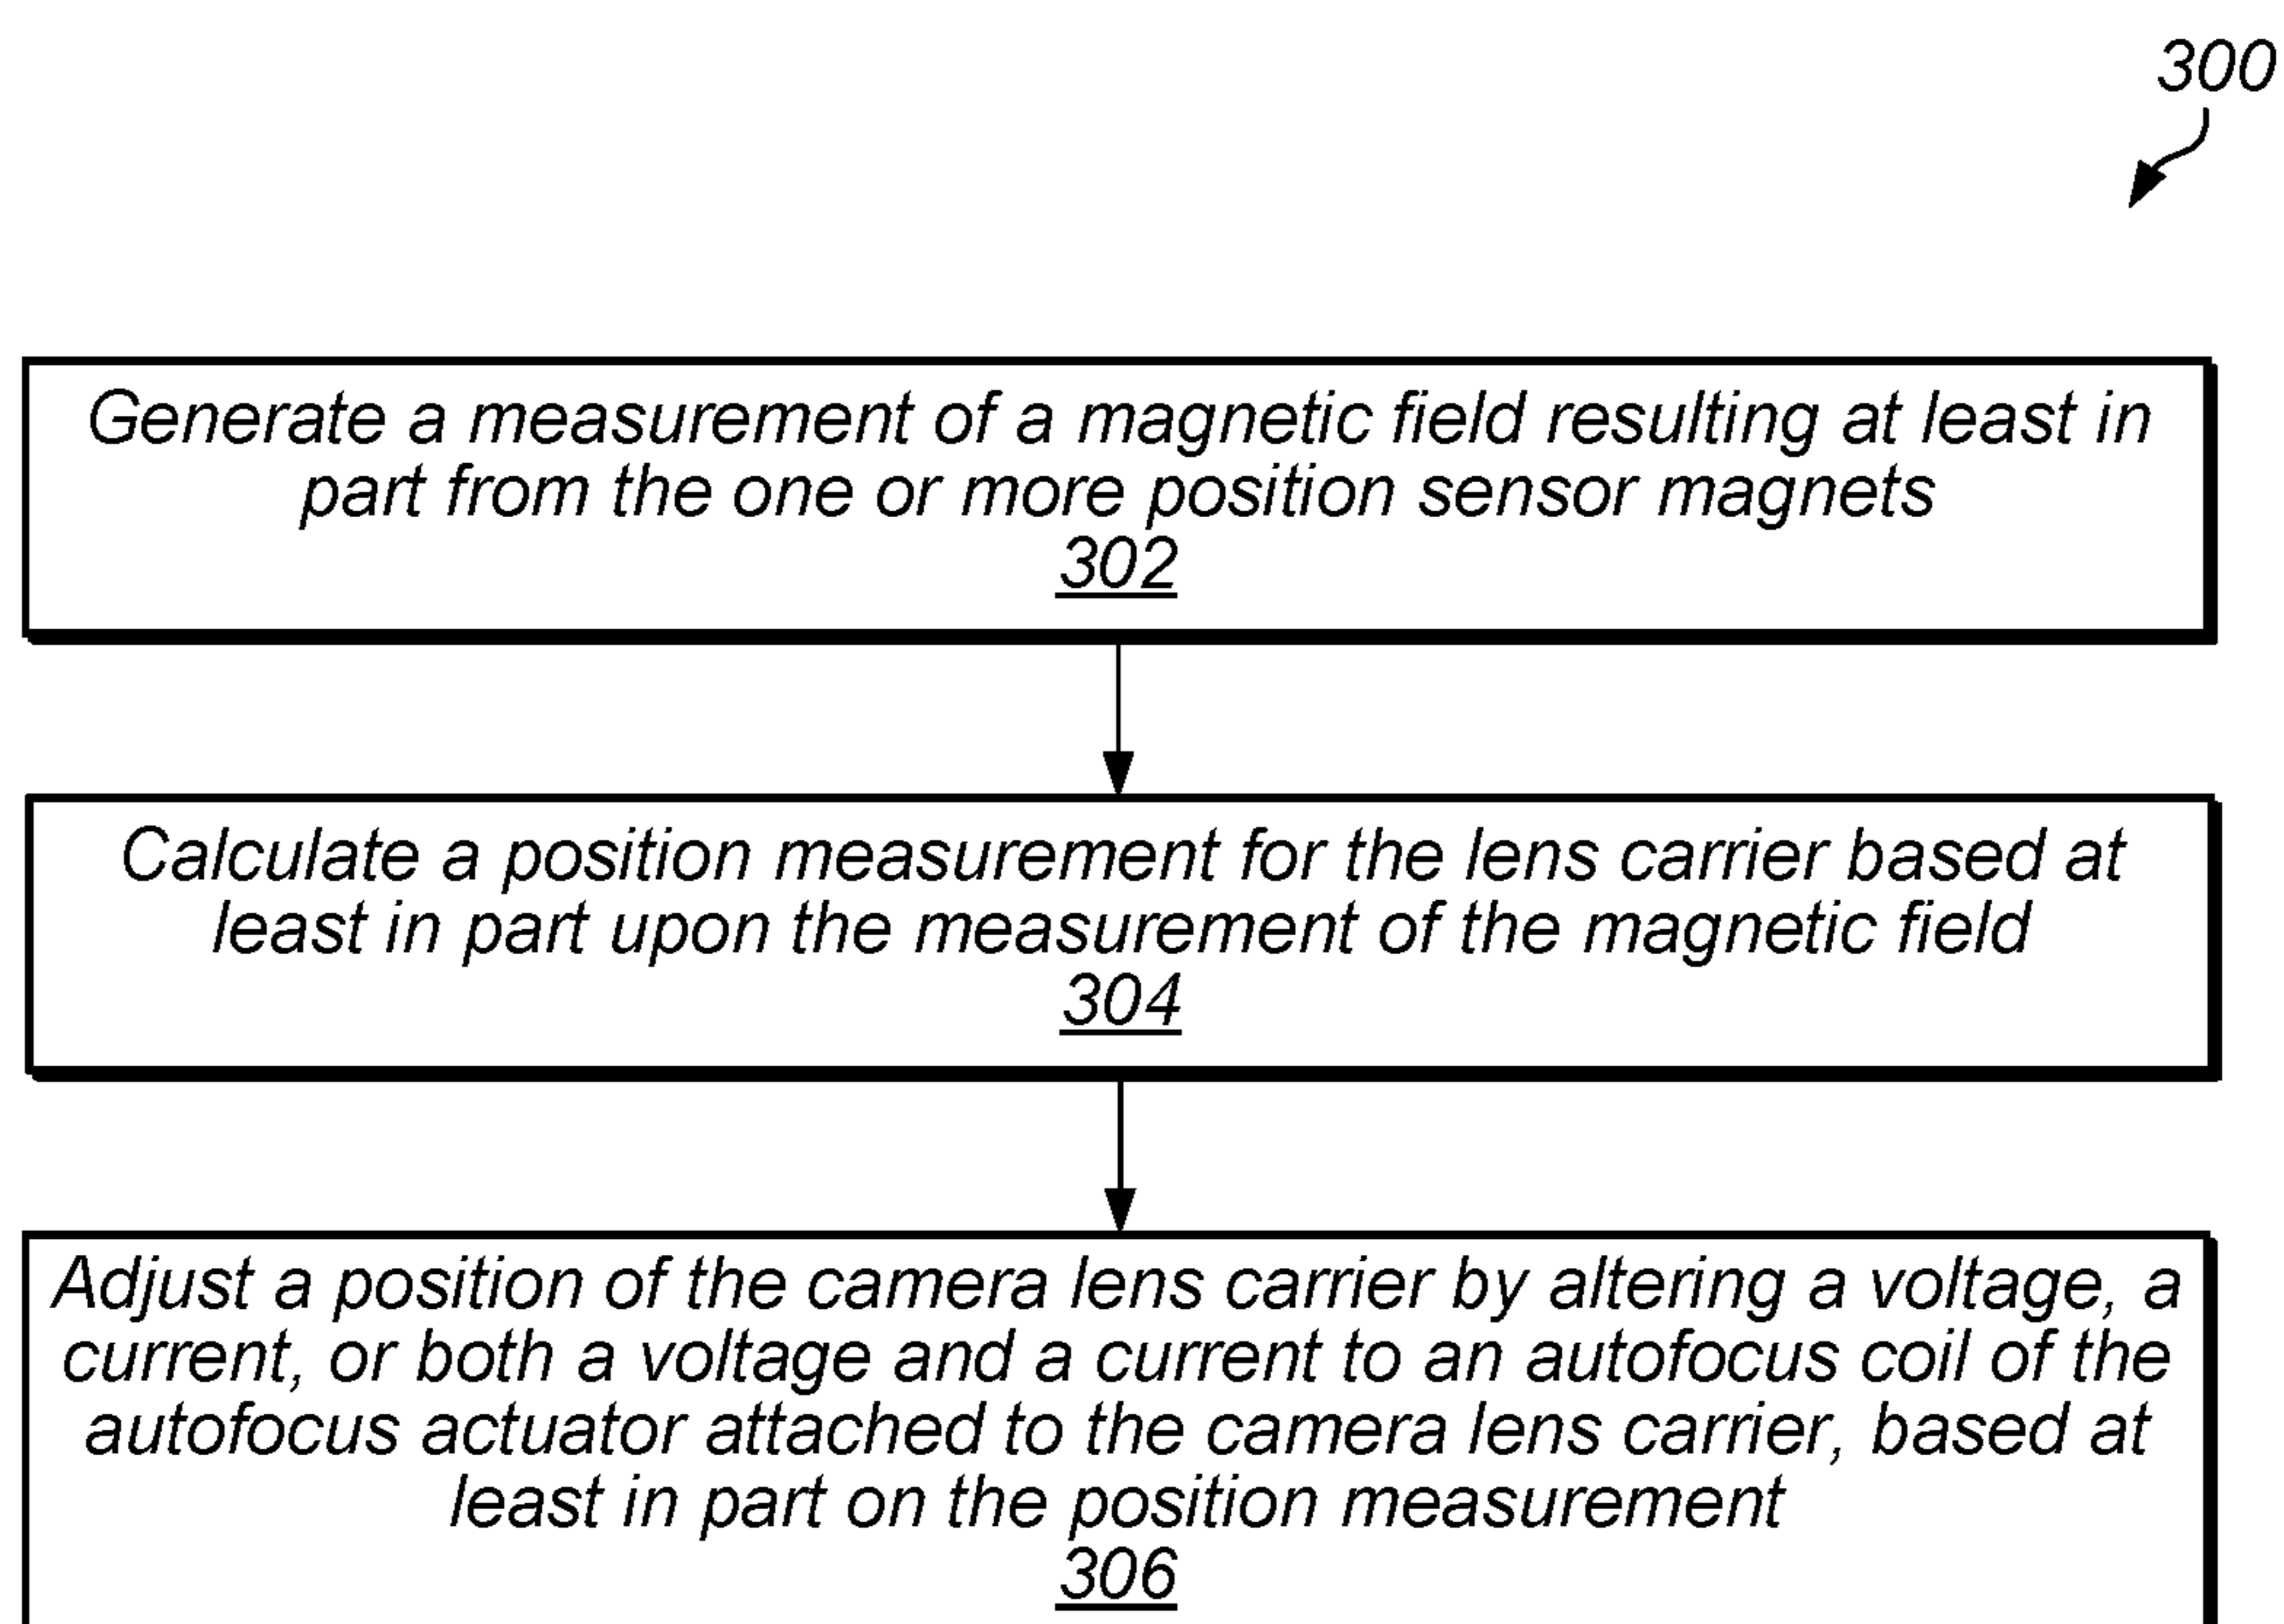 300
Generate a measurement of a magnetic field resulting at least in
part from the one or more position sensor magnets
302
Calculate a position measurement for the lens carrier based at
least in part upon the measurement of the magnetic field
304
Adjust a position of the camera lens carrier by altering a voltage, a
current, or both a voltage and a current to an autofocus coil of the
autofocus actuator attached to the camera lens carrier, based at
least in part on the position measurement
306